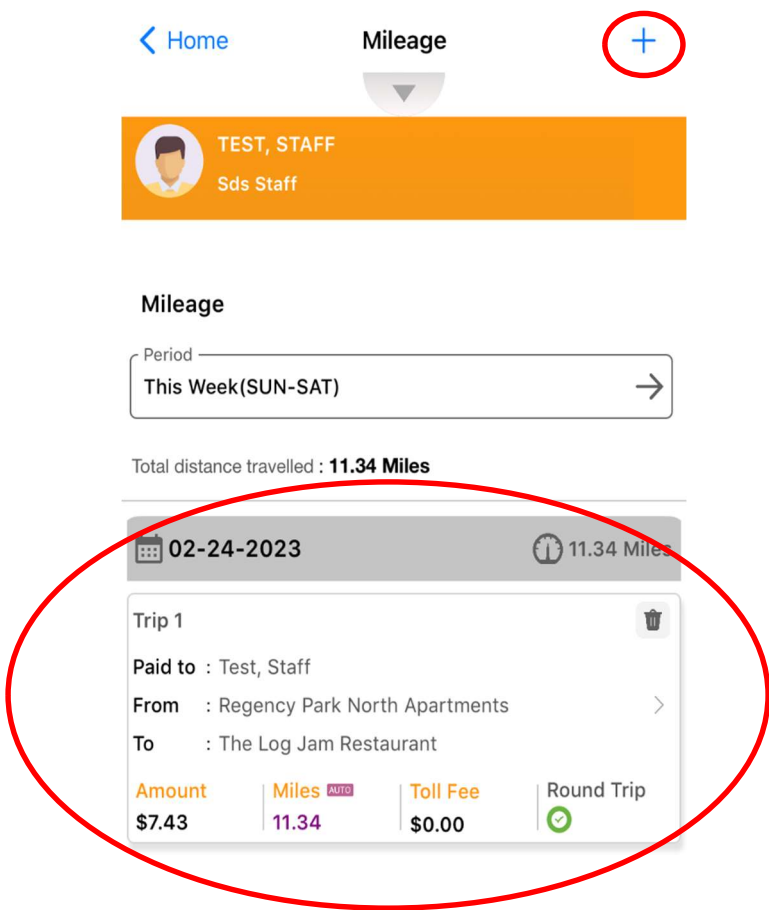 Home Mileage +
TEST, STAFF
Sds Staff
Mileage
Period
This Week(SUN-SAT)
Total distance travelled : 11.34 Miles
02-24-2023 11.34 Miles
Trip 1
Paid to : Test, Staff
From : Regency Park North Apartments
To : The Log Jam Restaurant
Amount Miles AUTO Toll Fee Round Trip
$7.43 11.34 $0.00